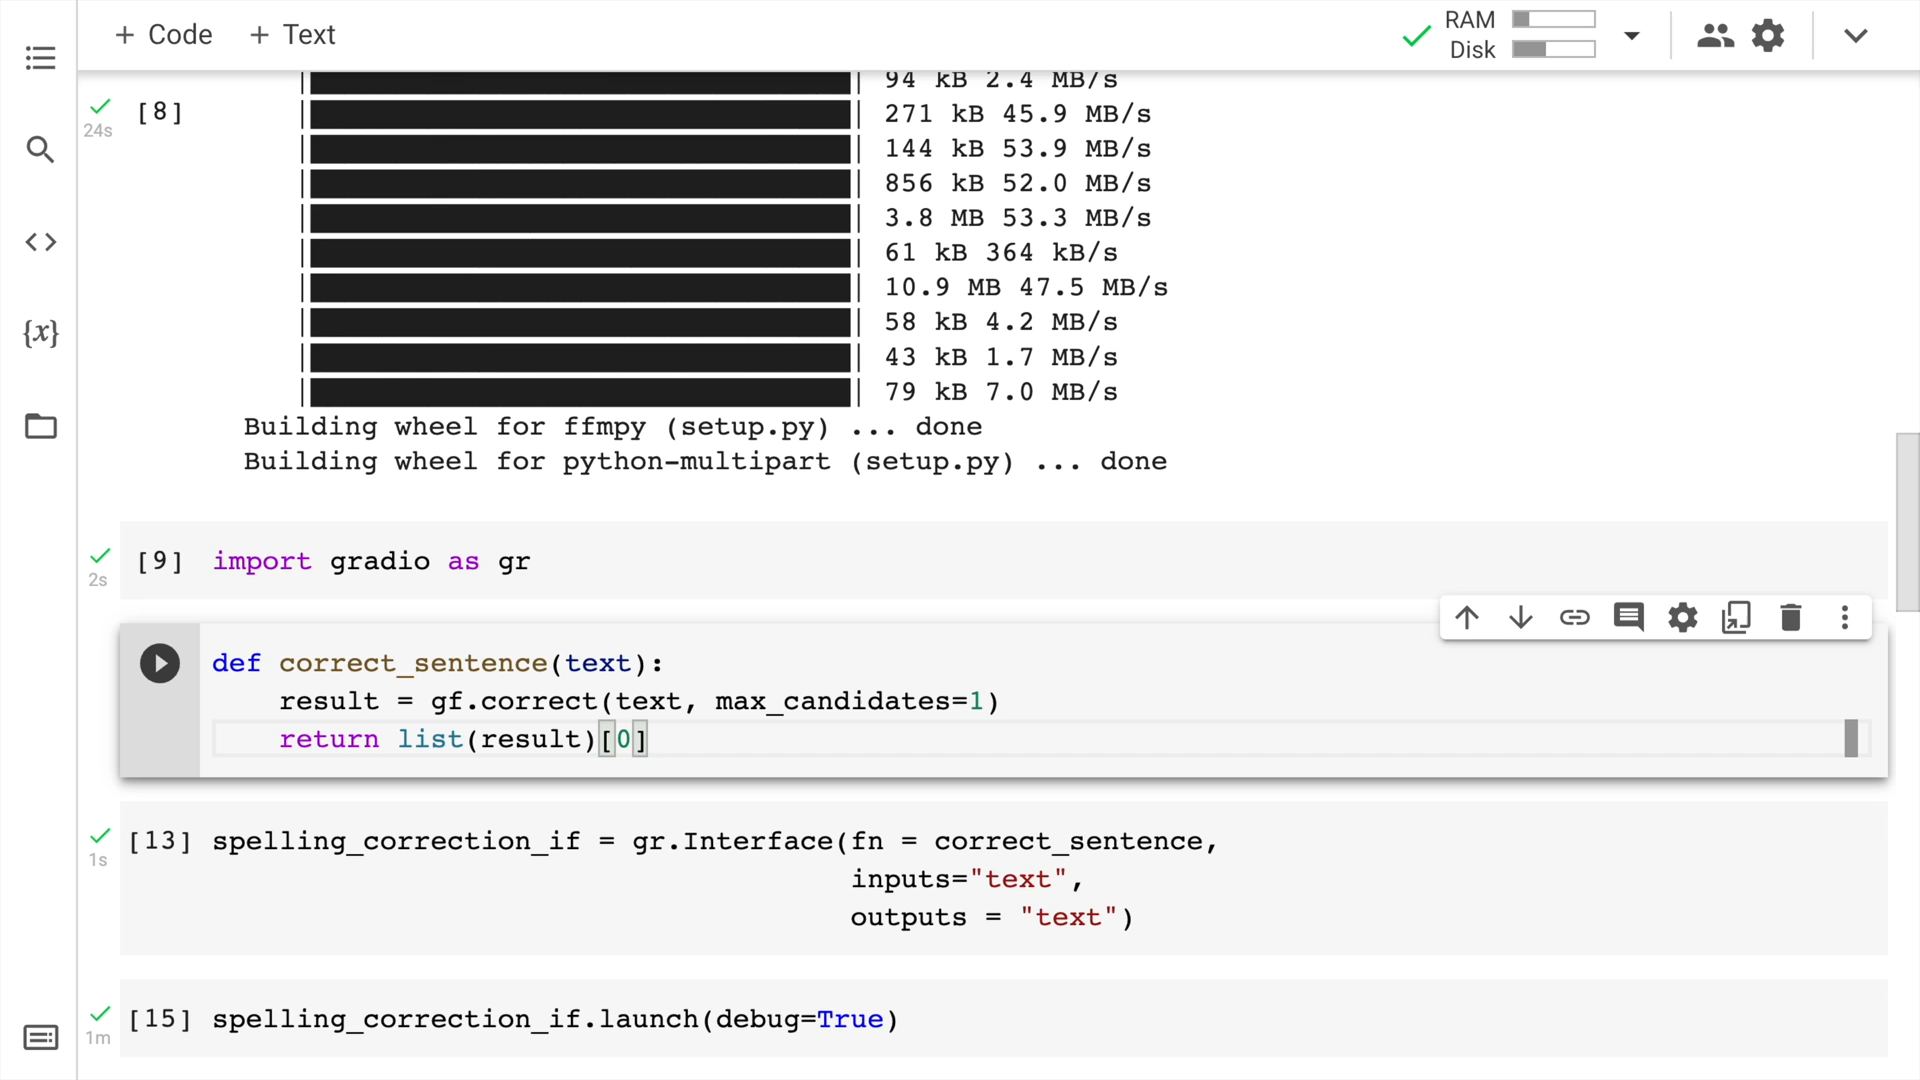 + Code + Text
RAM
Disk
94 kB 2.4 MB/s
[8]
24s
271 kB 45.9 MB/s
144 kB 53.9 MB/s
856 kB 52.0 MB/s
3.8 MB 53.3 MB/s
61 kB 364 kB/s
10.9 MB 47.5 MB/s
58 kB 4.2 MB/s
43 kB 1.7 MB/s
79 kB 7.0 MB/s
Building wheel for ffmpy (setup.py) ... done
Building wheel for python-multipart (setup.py) ... done
[9] import gradio as gr
2s
def correct_sentence(text):
    result = gf.correct(text, max_candidates=1)
    return list(result)[0]
[13] spelling_correction_if = gr.Interface(fn = correct_sentence,
1s
inputs="text",
outputs = "text")
[15] spelling_correction_if.launch(debug=True)
1m